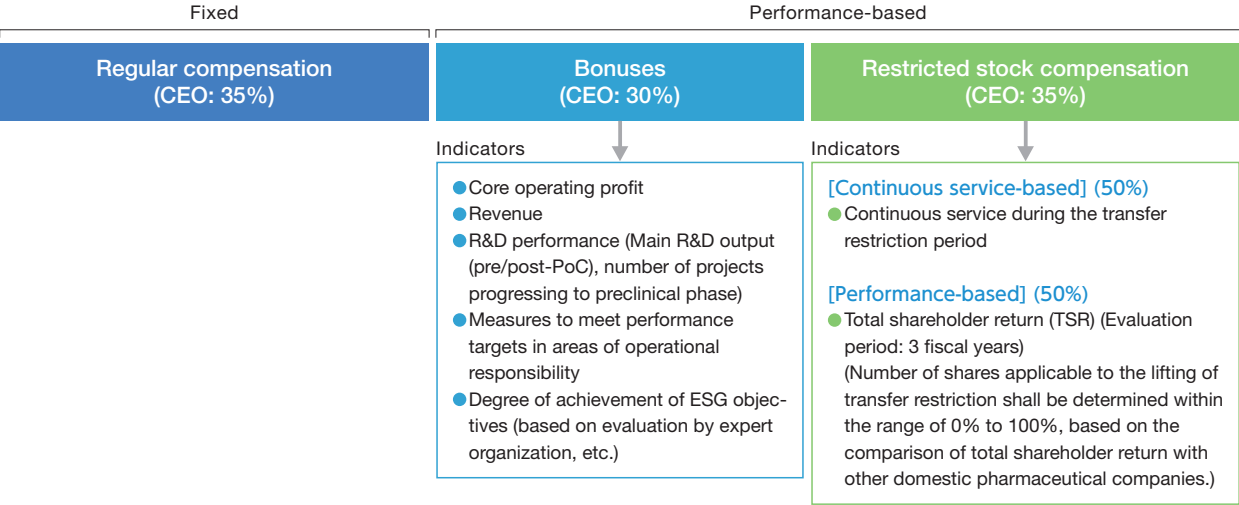 Fixed
Performance-based
Regular compensation
(CEO: 35%)
Bonuses
(CEO: 30%)
Restricted stock compensation
(CEO: 35%)
Indicators
●Core operating profit
●Revenue
●R&D performance (Main R&D output
(pre/post-PoC), number of projects
progressing to preclinical phase)
●Measures to meet performance
targets in areas of operational
responsibility
●Degree of achievement of ESG objec-
tives (based on evaluation by expert
organization, etc.)
Indicators
[Continuous service-based] (50%)
●Continuous service during the transfer
restriction period
[Performance-based] (50%)
●Total shareholder return (TSR) (Evaluation
period: 3 fiscal years)
(Number of shares applicable to the lifting of
transfer restriction shall be determined within
the range of 0% to 100%, based on the
comparison of total shareholder return with
other domestic pharmaceutical companies.)